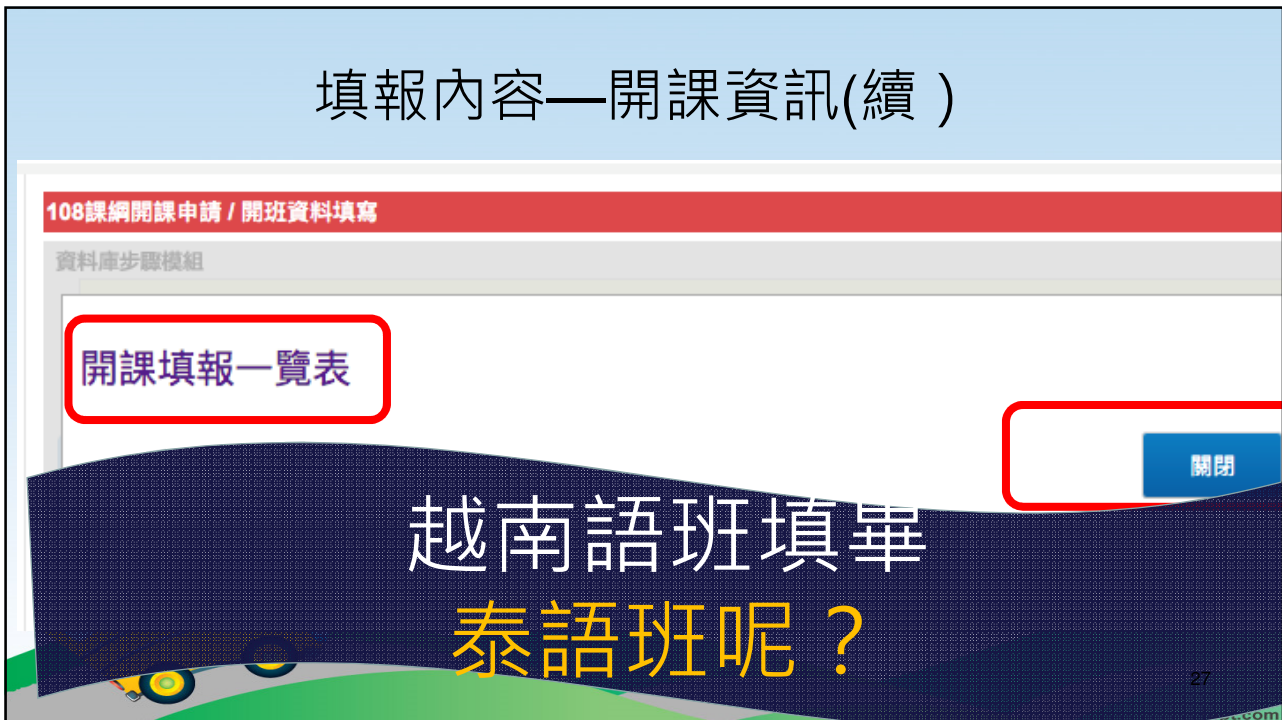 填報內容—開課資訊(續）
108課綱開課申請 / 開班資料填寫
資料庫步驟模組
開課填報一覽表
關閉
越南語班填畢
泰語班呢？
27